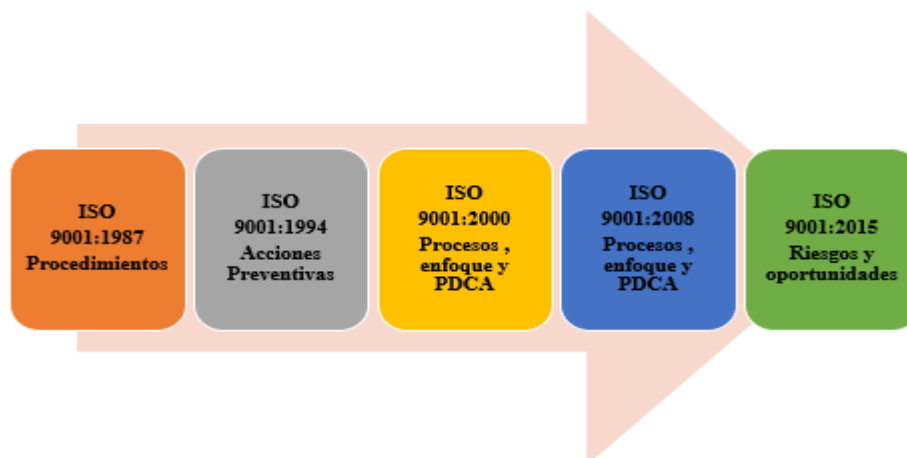 ISO
9001:1987
Procedimientos
ISO
9001:1994
Acciones
Preventivas
ISO
9001:2000
Procesos ,
enfoque y
PDCA
ISO
9001:2008
Procesos ,
enfoque y
PDCA
ISO
9001:2015
Riesgos y
oportunidades